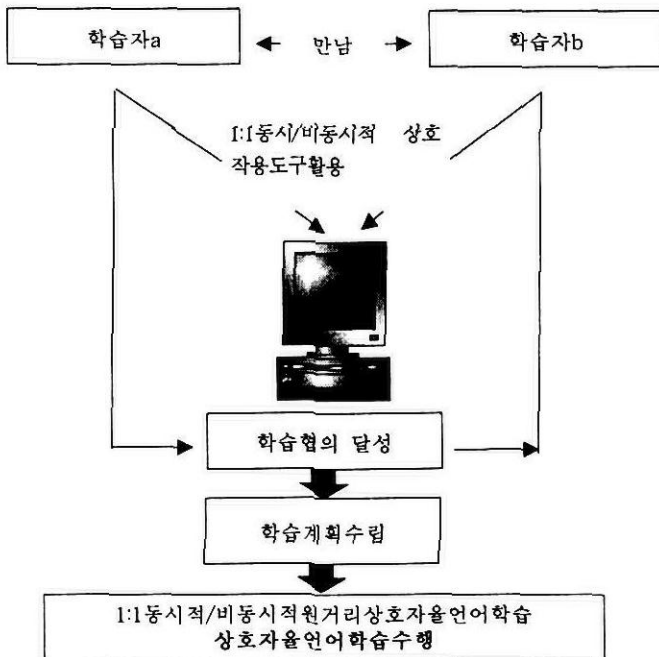 학습자a 만남 학습자b
1:1동시/비동시적 상호
작용도구활용
학습협의 달성
학습계획수립
1:1동시적/비동시적원거리상호자율언어학습
상호자율언어학습수행